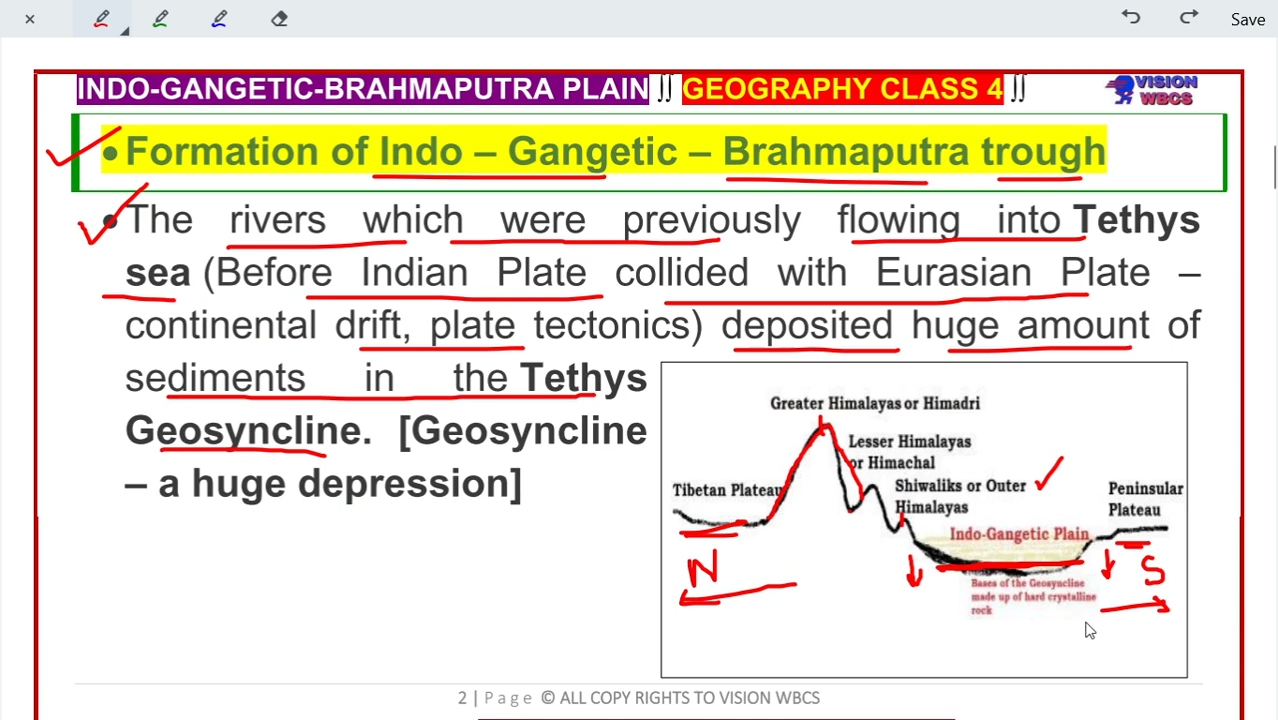 × Save
INDO-GANGETIC-BRAHMAPUTRA PLAIN || GEOGRAPHY CLASS 4 ||
VISION
WBCS
• Formation of Indo – Gangetic – Brahmaputra trough
• The rivers which were previously flowing into Tethys
sea (Before Indian Plate collided with Eurasian Plate –
continental drift, plate tectonics) deposited huge amount of
sediments in the Tethys
Geosyncline. [Geosyncline
– a huge depression]
Greater Himalayas or Himadri
Lesser Himalayas
or Himachal
Tibetan Plateau
Shiwaliks or Outer
Himalayas
Peninsular
Plateau
Indo-Gangetic Plain
N
S
Bases of the Geosyncline
made up of hard crystalline
rock
2 | Page © ALL COPY RIGHTS TO VISION WBCS